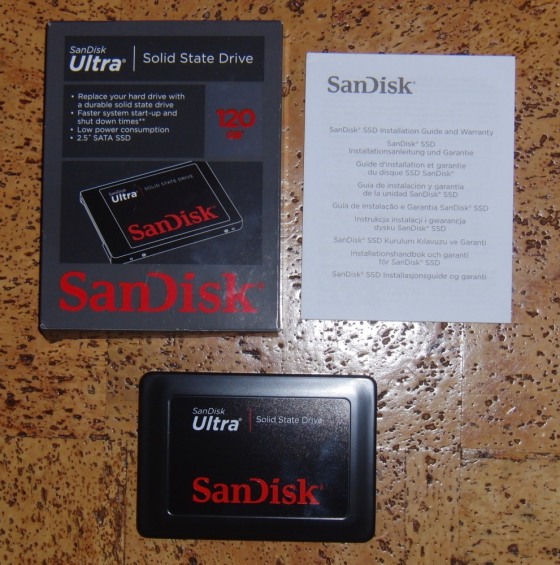 SanDisk
Ultra® | Solid State Drive
• Replace your hard drive with
a durable solid state drive
• Faster system start-up and
shut down times**
• Low power consumption
• 2.5" SATA SSD
120
SanDisk
Ultra® | SOLID STATE DRIVE
SanDisk
SanDisk®
SanDisk®
SanDisk® SSD Installation Guide and Warranty
SanDisk® SSD
Installationsanleitung und Garantie
Guide d'installation et garantie
du disque SSD SanDisk®
Guía de instalación y garantía
de la unidad SanDisk® SSD
Guia de instalação e Garantia SanDisk® SSD
Instrukcja instalacji i gwarancja
dysku SanDisk® SSD
SanDisk® SSD Kurulum Kılavuzu ve Garanti
Installationshandbok och garanti
för SanDisk® SSD
SanDisk® SSD Installasjonsguide og garanti
SanDisk
Ultra® | Solid State Drive
SanDisk®